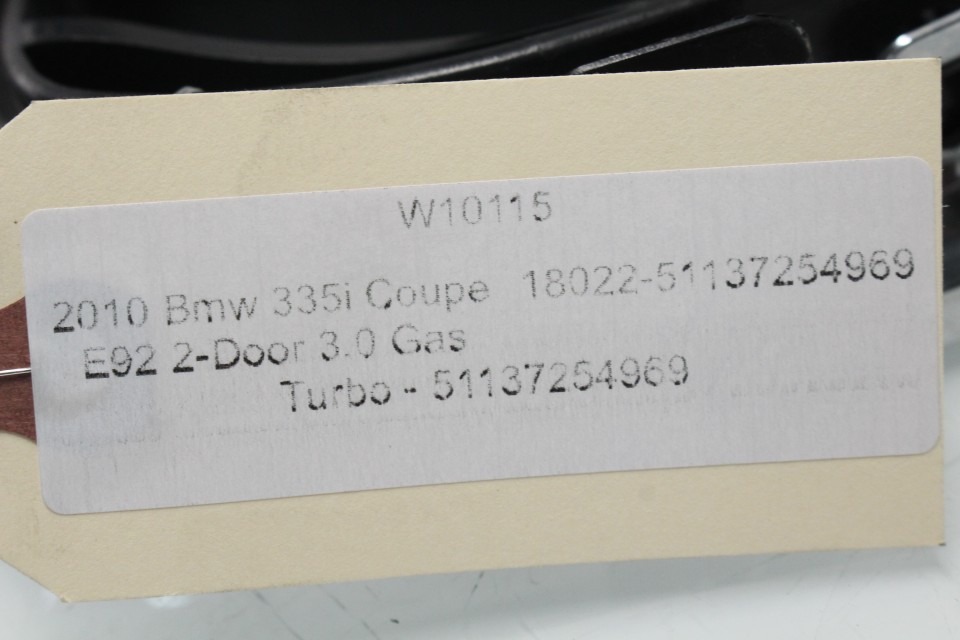 W10115
2010 Bmw 335i Coupe 18022-51137254969
E92 2-Door 3.0 Gas
Turbo - 51137254969